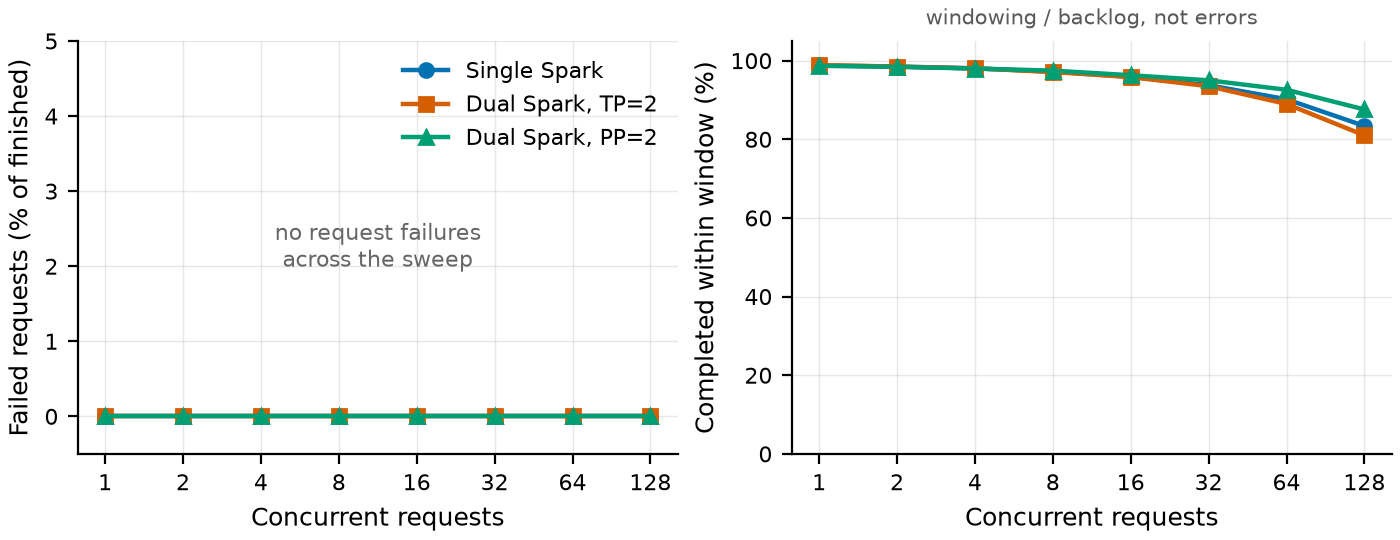 windowing / backlog, not errors
Failed requests (% of finished)
5
4
3
2
1
0
Single Spark
Dual Spark, TP=2
Dual Spark, PP=2
no request failures
across the sweep
1 2 4 8 16 32 64 128
Concurrent requests
Completed within window (%)
100
80
60
40
20
0
1 2 4 8 16 32 64 128
Concurrent requests